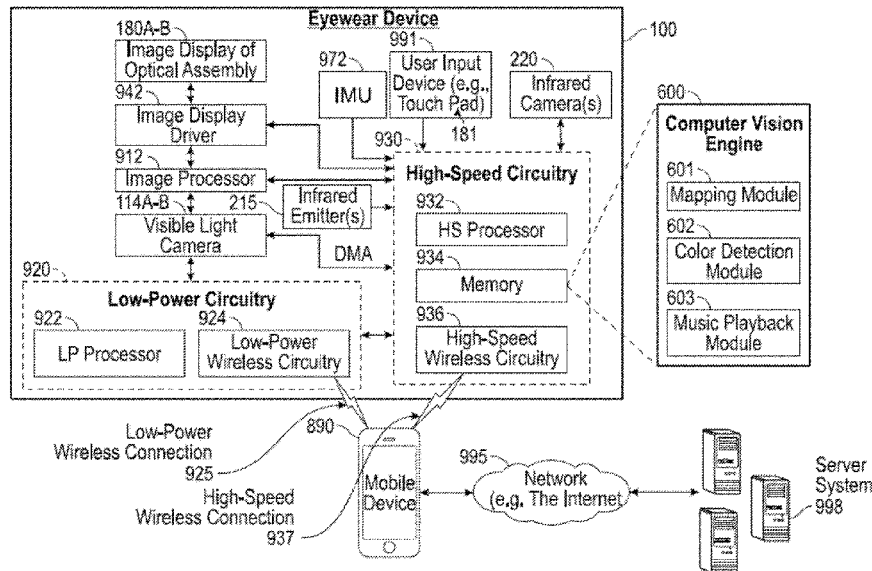 Eyewear Device
100
180A-B
Image Display of
Optical Assembly
942
Image Display
Driver
912
Image Processor
114A-B
Visible Light
Camera
972
IMU
991
User Input
Device (e.g.,
Touch Pad)
181
220
Infrared
Camera(s)
215
Infrared
Emitter(s)
DMA
930
High-Speed Circuitry
932
HS Processor
934
Memory
936
High-Speed
Wireless Circuitry
920
Low-Power Circuitry
922
LP Processor
924
Low-Power
Wireless Circuitry
600
Computer Vision
Engine
601
Mapping Module
602
Color Detection
Module
603
Music Playback
Module
Low-Power
Wireless Connection
925
High-Speed
Wireless Connection
937
890
Mobile
Device
995
Network
(e.g. The Internet
Server
System
998